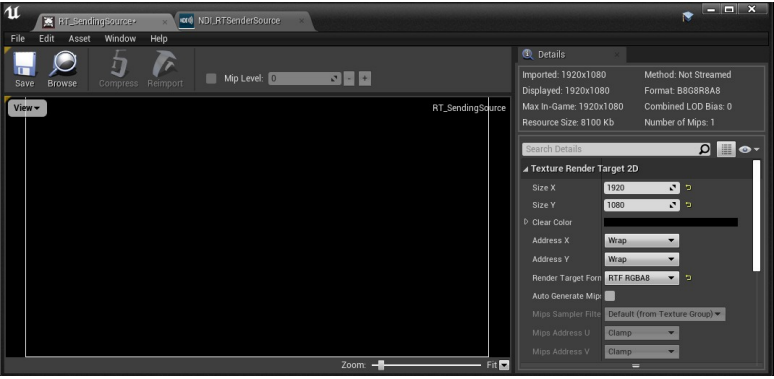 RT_SendingSource*
NDI_RTSenderSource
File Edit Asset Window Help
Save Browse Compress Reimport Mip Level: 0
View
RT_SendingSource
Zoom: Fit
Details
Imported: 1920x1080 Method: Not Streamed
Displayed: 1920x1080 Format: B8G8R8A8
Max In-Game: 1920x1080 Combined LOD Bias: 0
Resource Size: 8100 Kb Number of Mips: 1
Search Details
Texture Render Target 2D
Size X 1920
Size Y 1080
Clear Color
Address X Wrap
Address Y Wrap
Render Target Form RTF RGBA8
Auto Generate Mips
Mips Sampler Filte Default (from Texture Group)
Mips Address U Clamp
Mips Address V Clamp